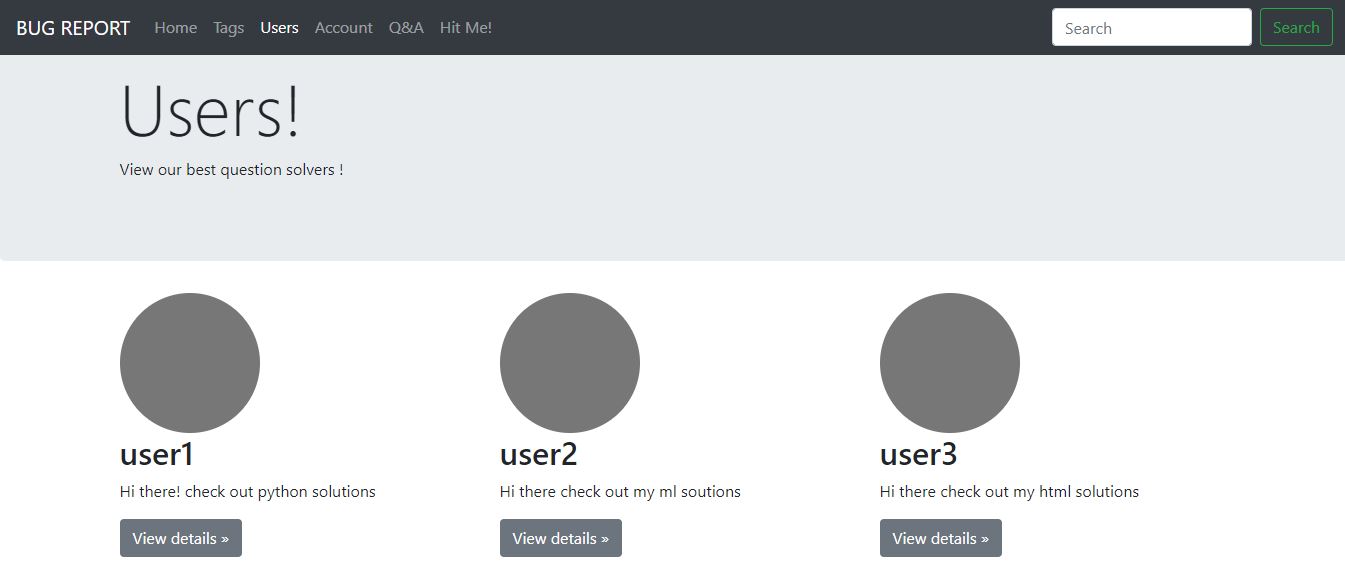 BUG REPORT Home Tags Users Account Q&A Hit Me! Search Search
Users!
View our best question solvers !
user1 user2 user3
Hi there! check out python solutions Hi there check out my ml soutions Hi there check out my html solutions
View details » View details » View details »